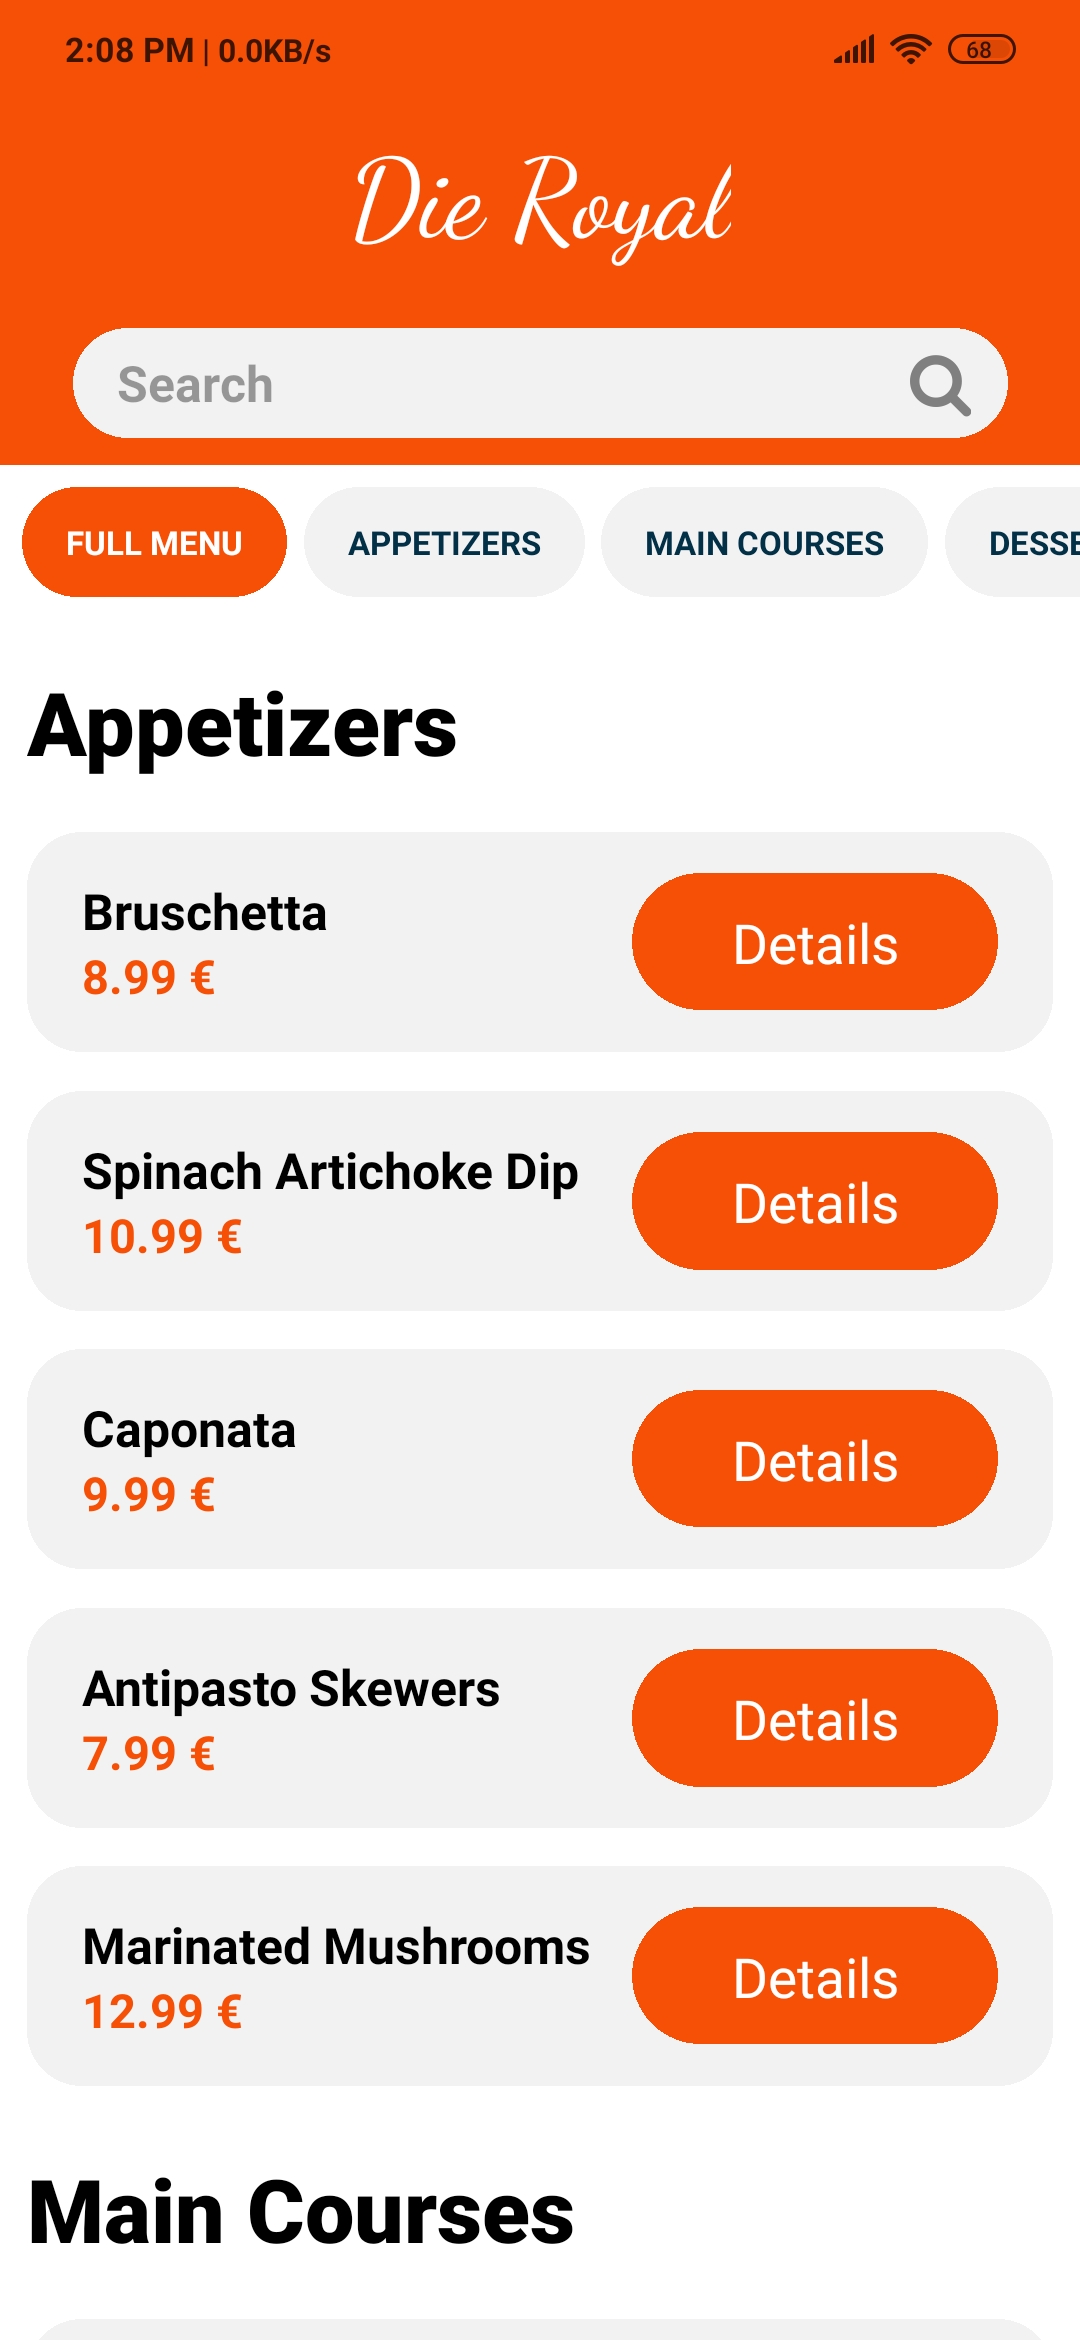 2:08 PM | 0.0KB/s 68
Die Royal
Search
FULL MENU APPETIZERS MAIN COURSES DESSE
Appetizers
Bruschetta
8.99 €
Details
Spinach Artichoke Dip
10.99 €
Details
Caponata
9.99 €
Details
Antipasto Skewers
7.99 €
Details
Marinated Mushrooms
12.99 €
Details
Main Courses